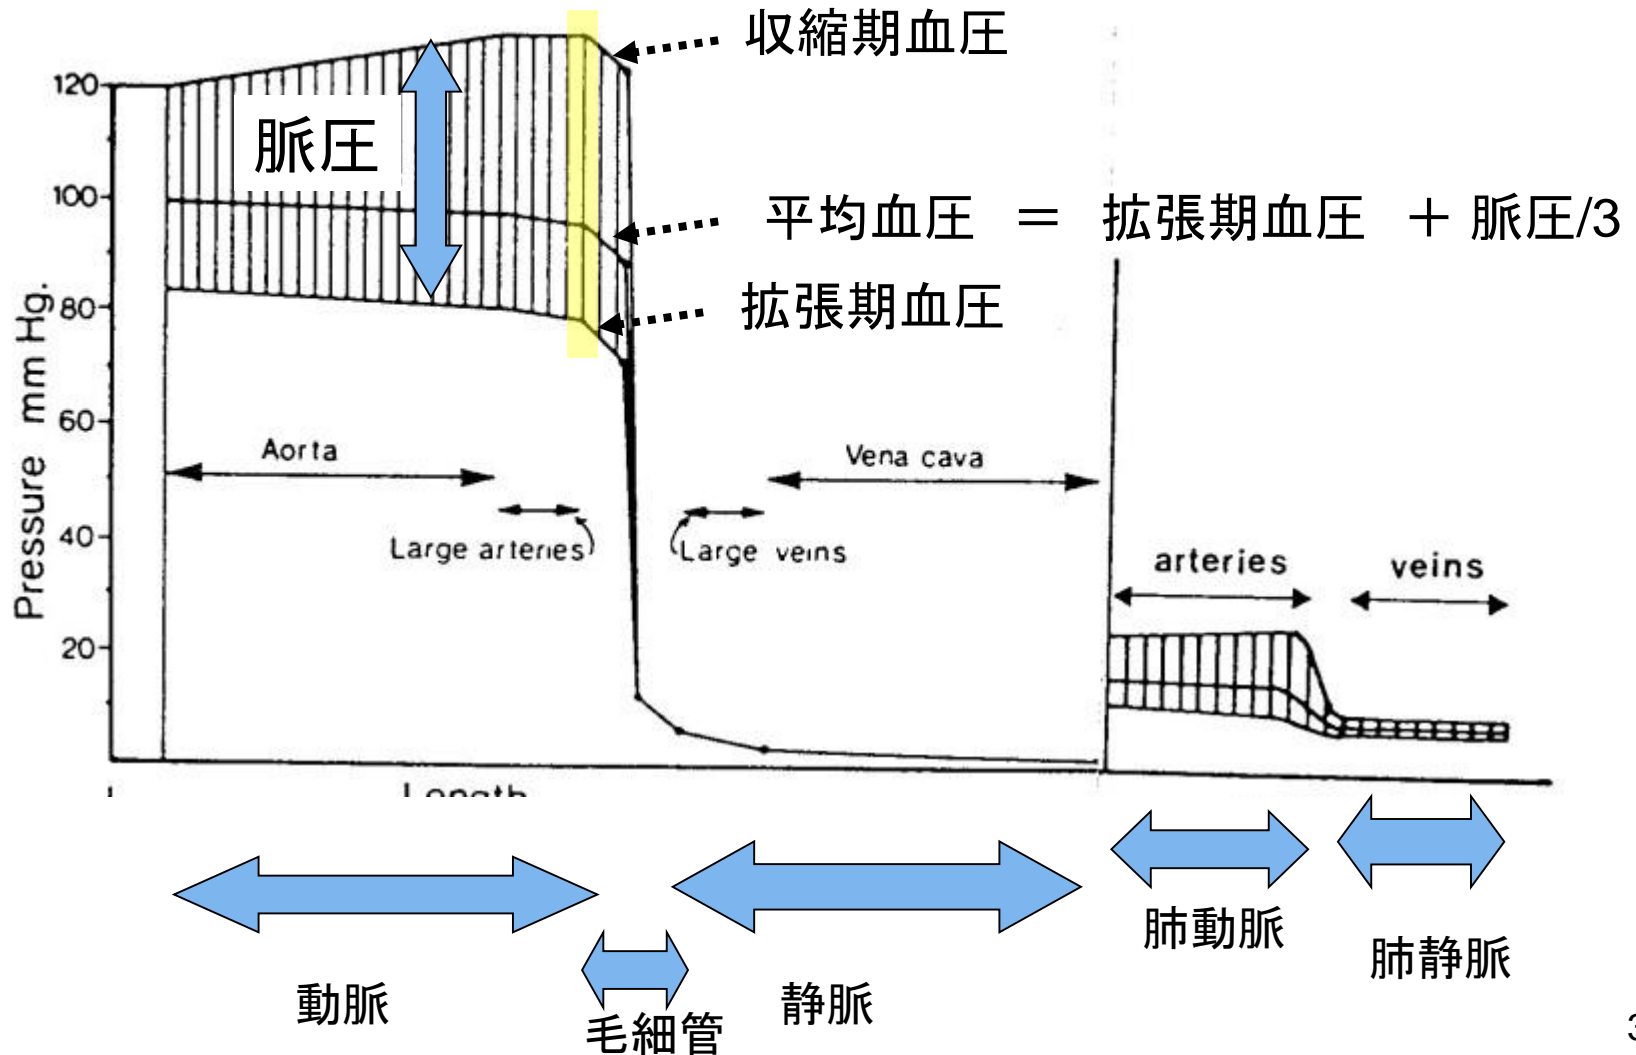 収縮期血圧
120
脈圧
100
平均血圧 ＝ 拡張期血圧 ＋脈圧/3
80
拡張期血圧
Pressure mm Hg.
60
Aorta
Vena cava
40
Large arteries
Large veins
arteries
veins
20
Length
肺動脈
肺静脈
動脈
毛細管
静脈